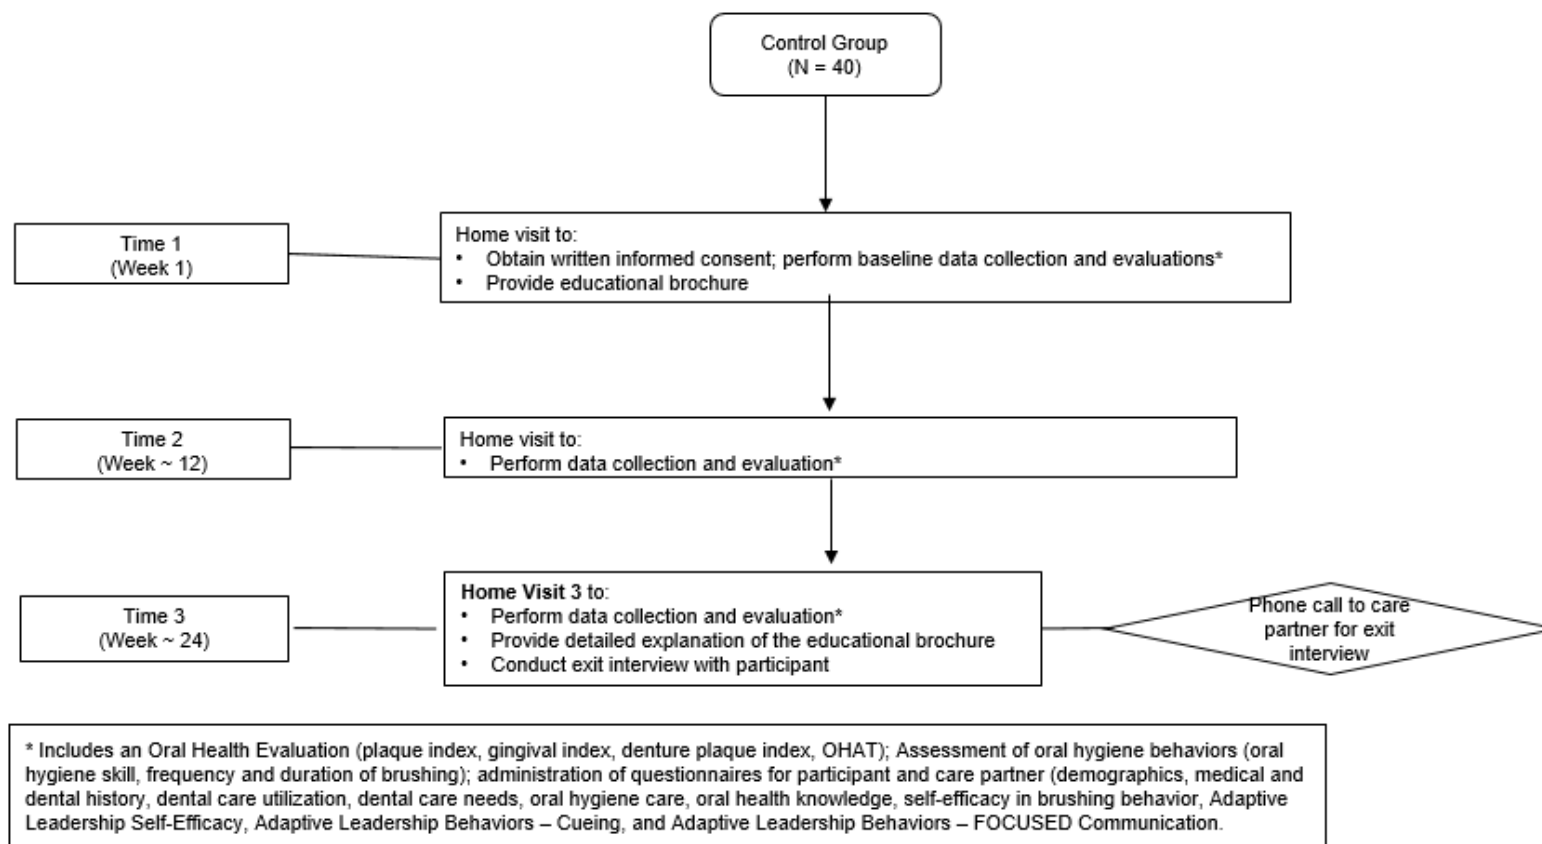 Control Group
(N = 40)
Time 1
(Week 1)
Home visit to:
• Obtain written informed consent; perform baseline data collection and evaluations*
• Provide educational brochure
Time 2
(Week ~ 12)
Home visit to:
• Perform data collection and evaluation*
Time 3
(Week ~ 24)
Home Visit 3 to:
• Perform data collection and evaluation*
• Provide detailed explanation of the educational brochure
• Conduct exit interview with participant
Phone call to care
partner for exit
interview
* Includes an Oral Health Evaluation (plaque index, gingival index, denture plaque index, OHAT); Assessment of oral hygiene behaviors (oral
hygiene skill, frequency and duration of brushing); administration of questionnaires for participant and care partner (demographics, medical and
dental history, dental care utilization, dental care needs, oral hygiene care, oral health knowledge, self-efficacy in brushing behavior, Adaptive
Leadership Self-Efficacy, Adaptive Leadership Behaviors – Cueing, and Adaptive Leadership Behaviors – FOCUSED Communication.